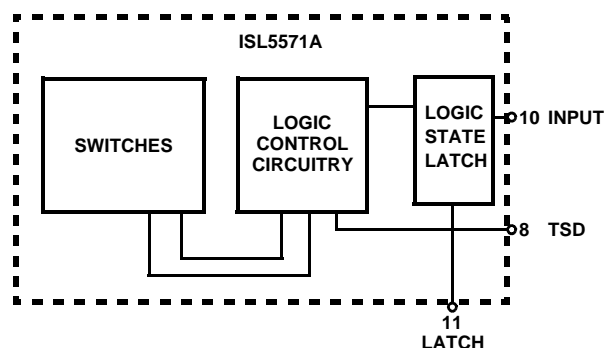 ISL5571A
SWITCHES
LOGIC
CONTROL
CIRCUITRY
LOGIC
STATE
LATCH
10 INPUT
8 TSD
11
LATCH